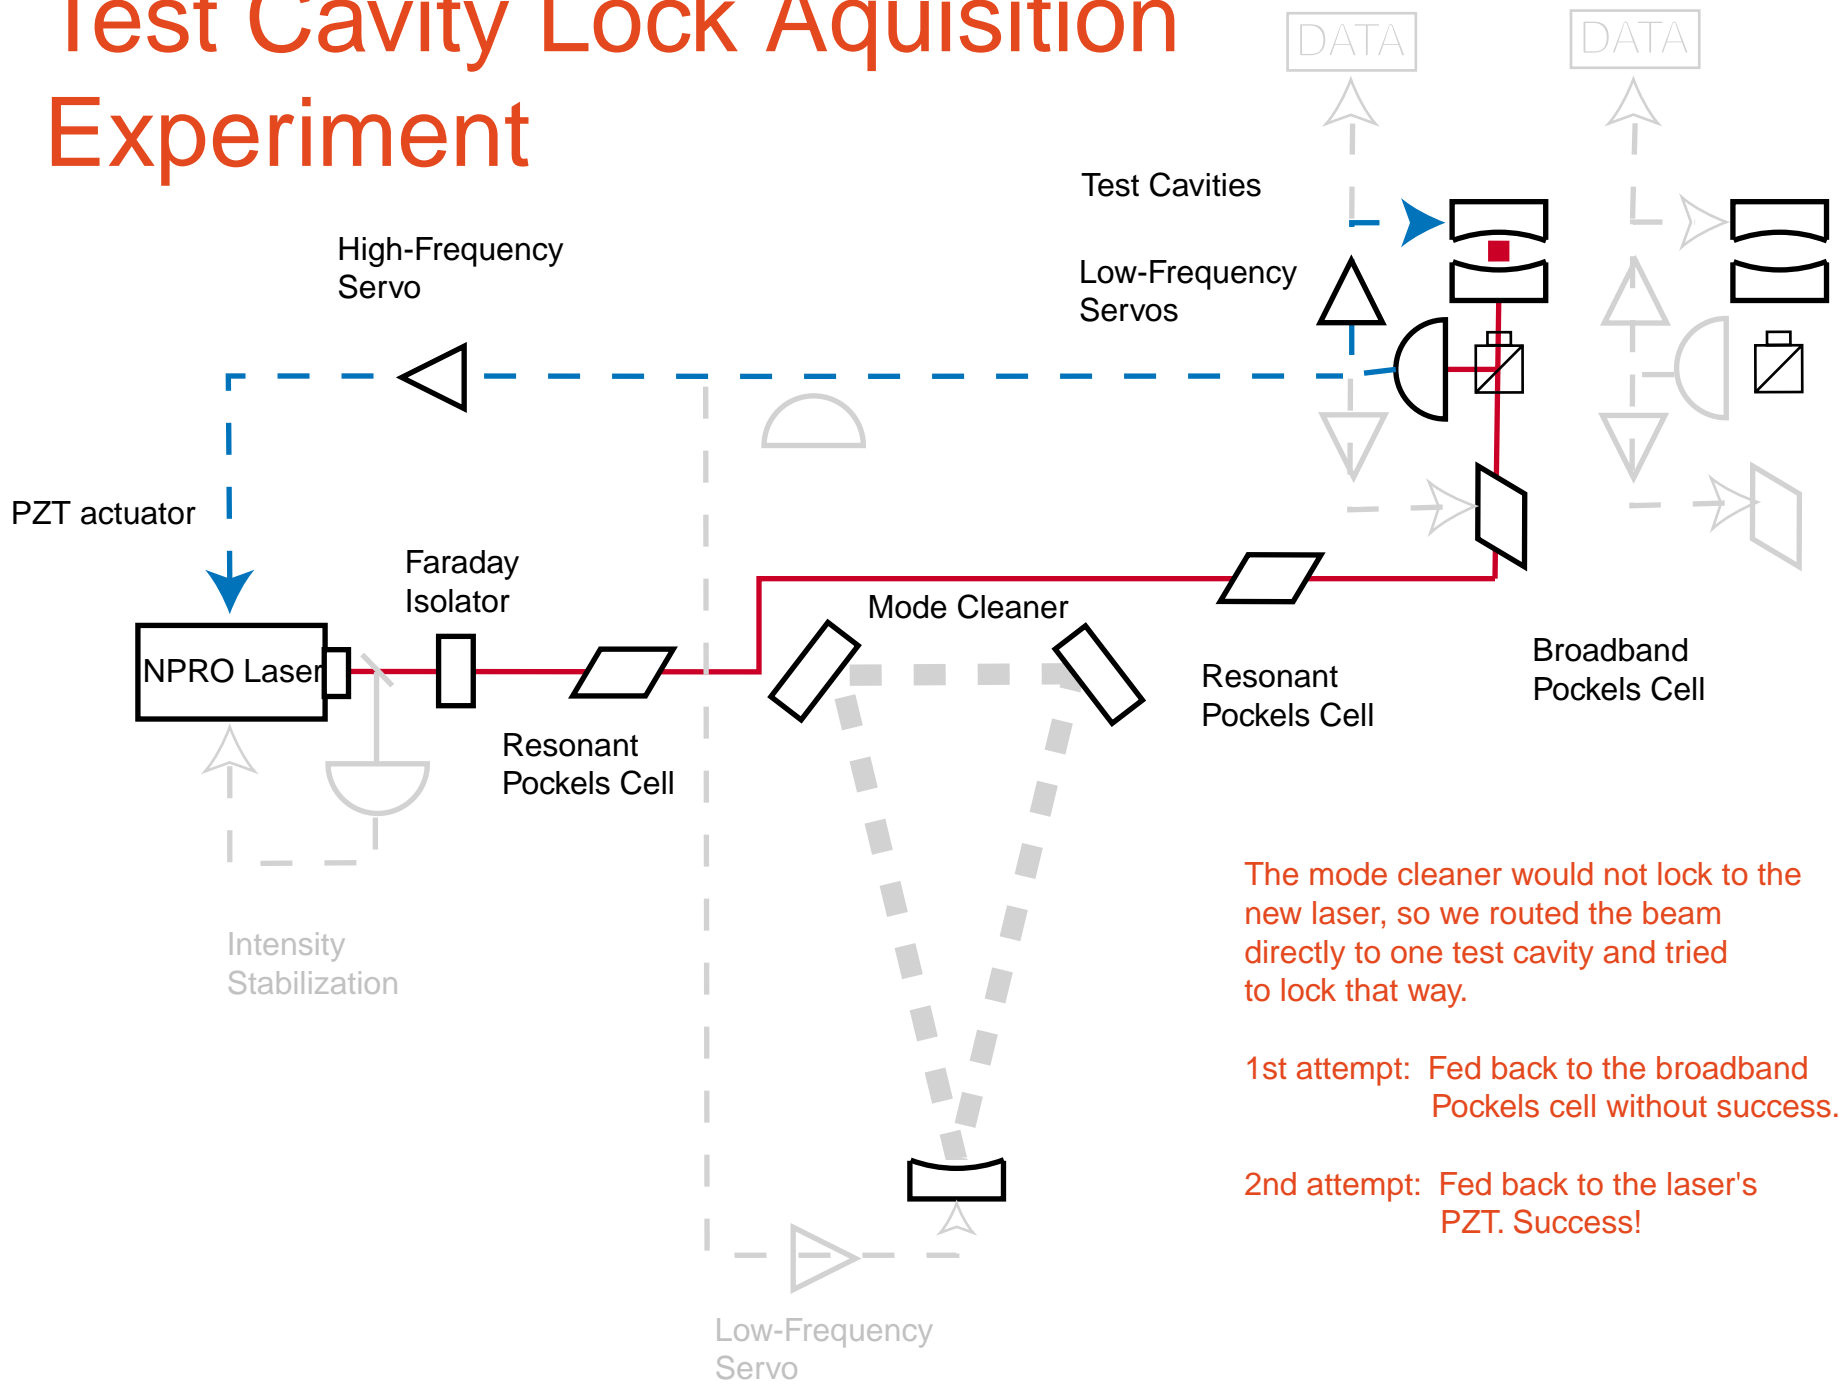 Test Cavity Lock Aquisition
Experiment
DATA
DATA
Test Cavities
High-Frequency
Servo
Low-Frequency
Servos
PZT actuator
Faraday
Isolator
Mode Cleaner
NPRO Laser
Resonant
Pockels Cell
Broadband
Pockels Cell
Resonant
Pockels Cell
The mode cleaner would not lock to the
new laser, so we routed the beam
directly to one test cavity and tried
to lock that way.
Intensity
Stabilization
1st attempt:  Fed back to the broadband
Pockels cell without success.
2nd attempt:  Fed back to the laser's
PZT. Success!
Low-Frequency
Servo